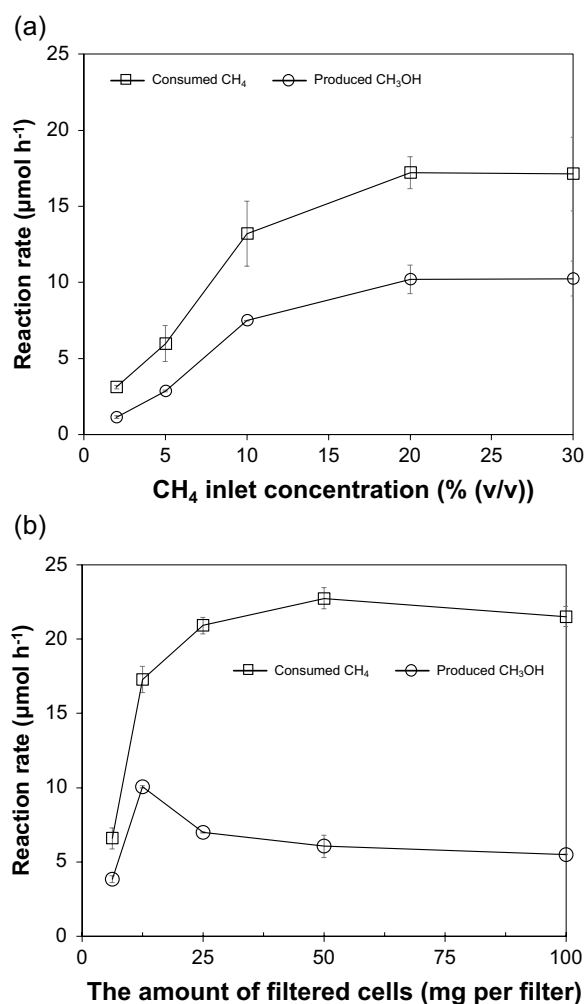 (a)
25
20
15
10
5
0
Reaction rate (µmol h⁻¹)
Consumed CH₄ Produced CH₃OH
0 5 10 15 20 25 30
CH₄ inlet concentration (% (v/v))
(b)
25
20
15
10
5
0
Reaction rate (µmol h⁻¹)
Consumed CH₄ Produced CH₃OH
0 25 50 75 100
The amount of filtered cells (mg per filter)